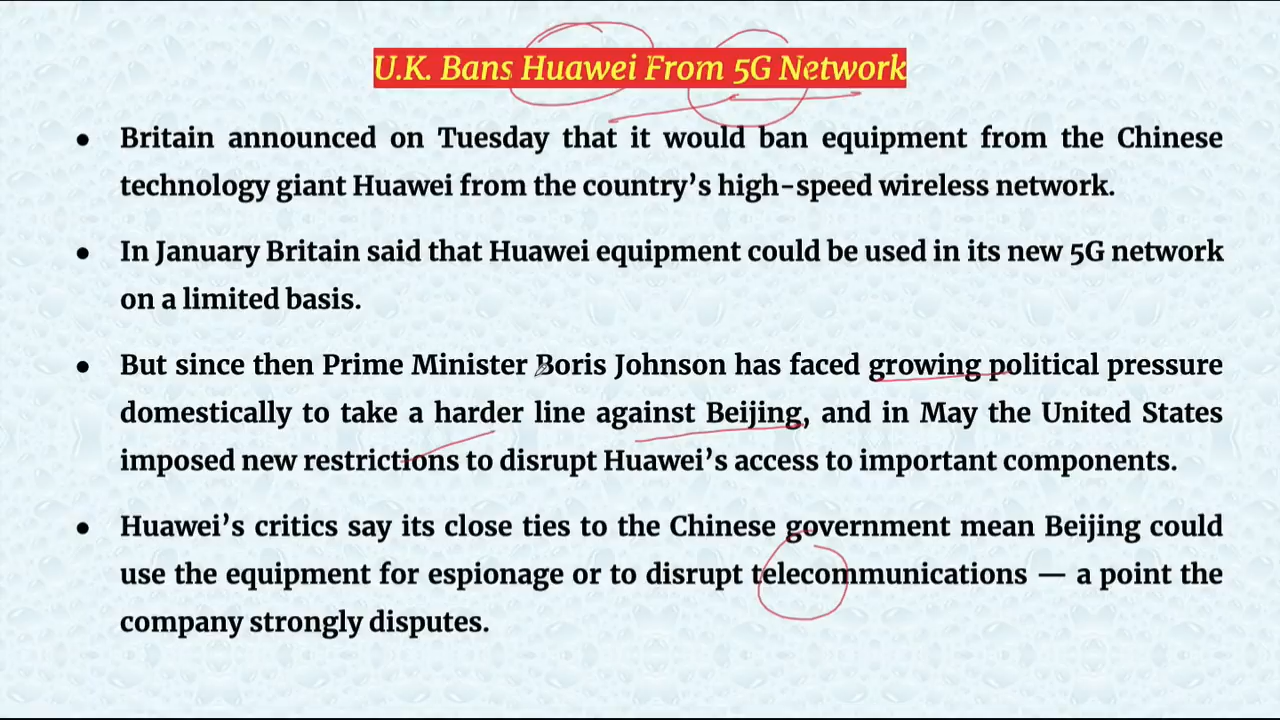 U.K. Bans Huawei From 5G Network
● Britain announced on Tuesday that it would ban equipment from the Chinese
technology giant Huawei from the country’s high-speed wireless network.
● In January Britain said that Huawei equipment could be used in its new 5G network
on a limited basis.
● But since then Prime Minister Boris Johnson has faced growing political pressure
domestically to take a harder line against Beijing, and in May the United States
imposed new restrictions to disrupt Huawei’s access to important components.
● Huawei’s critics say its close ties to the Chinese government mean Beijing could
use the equipment for espionage or to disrupt telecommunications — a point the
company strongly disputes.